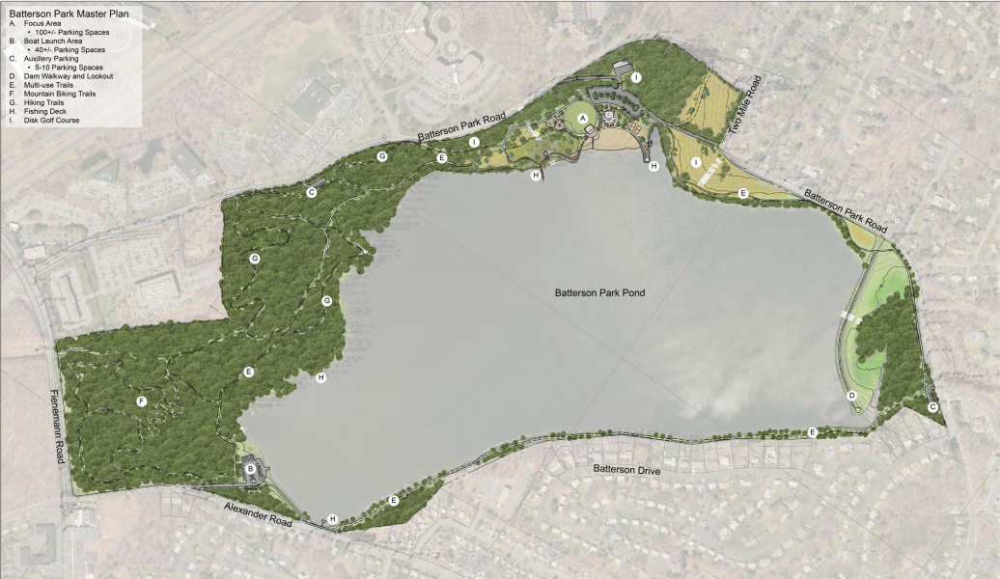 Batterson Park Master Plan
A. Focus Area
• 100+/- Parking Spaces
B. Boat Launch Area
• 40+/- Parking Spaces
C. Auxillery Parking
• 5-10 Parking Spaces
D. Dam Walkway and Lookout
E. Multi-use Trails
F. Mountain Biking Trails
G. Hiking Trails
H. Fishing Deck
I. Disk Golf Course
I
Two Mile Road
A
Batterson Park Road
I
G
E
I
H
H
C
E
Batterson Park Road
G
Batterson Park Pond
G
E
H
D
F
C
Fienemann Road
E
B
Batterson Drive
E
Alexander Road
H